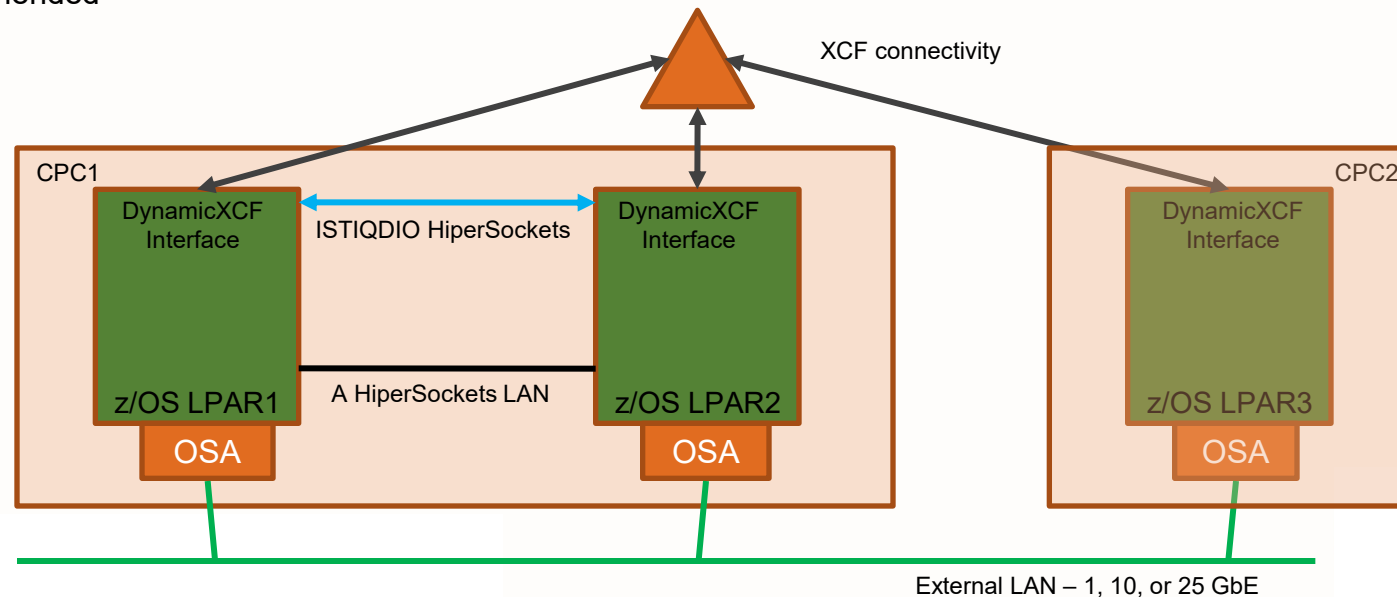 XCF connectivity
CPC1
CPC2
DynamicXCF
Interface
ISTIQDIO HiperSockets
DynamicXCF
Interface
DynamicXCF
Interface
A HiperSockets LAN
z/OS LPAR1
z/OS LPAR2
z/OS LPAR3
OSA
OSA
OSA
External LAN – 1, 10, or 25 GbE